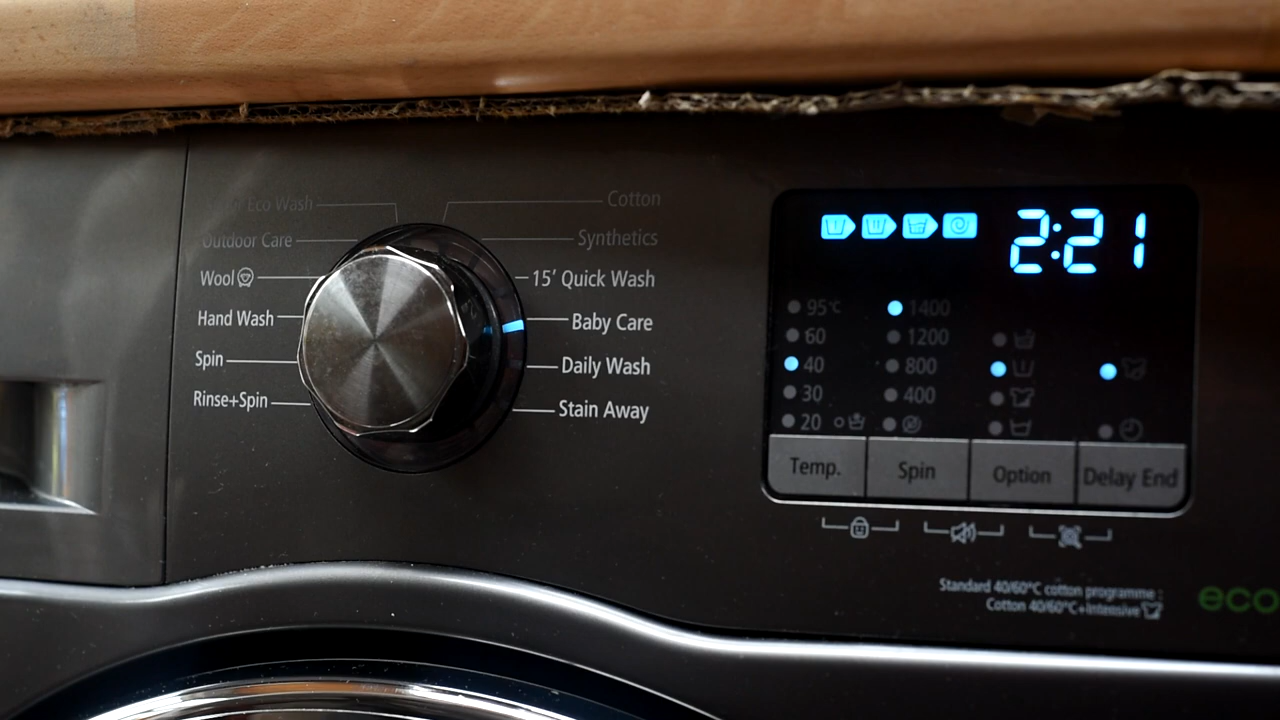 Eco Wash
Outdoor Care
Wool
Hand Wash
Spin
Rinse+Spin
Cotton
Synthetics
15' Quick Wash
Baby Care
Daily Wash
Stain Away
2:21
95°C
60
40
30
20
1400
1200
800
400
Temp.
Spin
Option
Delay End
Standard 40/60°C cotton programme :
Cotton 40/60°C+Intensive
eco